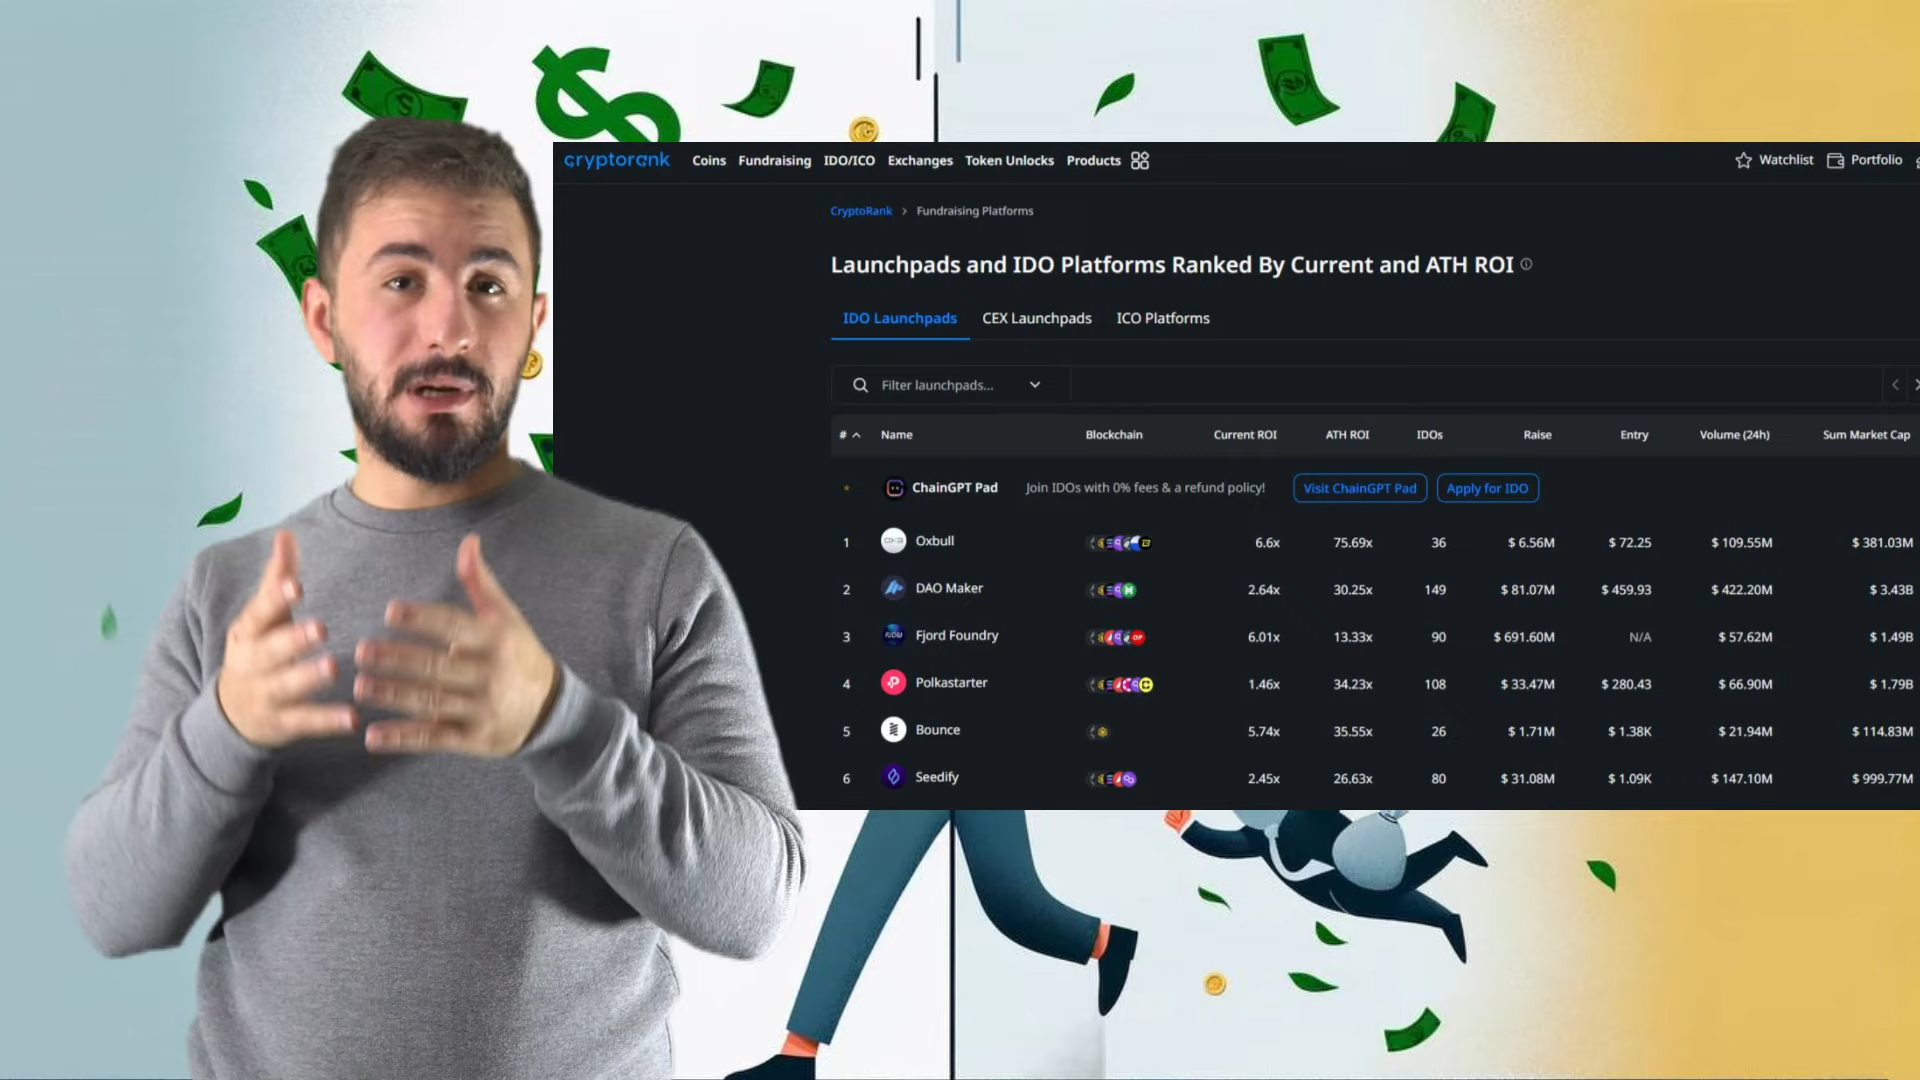 cryptorank Coins Fundraising IDO/ICO Exchanges Token Unlocks Products Watchlist Portfolio
CryptoRank > Fundraising Platforms
Launchpads and IDO Platforms Ranked By Current and ATH ROI
IDO Launchpads CEX Launchpads ICO Platforms
Filter launchpads...
# Name Blockchain Current ROI ATH ROI IDOs Raise Entry Volume (24h) Sum Market Cap
ChainGPT Pad Join IDOs with 0% fees & a refund policy! Visit ChainGPT Pad Apply for IDO
1 Oxbull 6.6x 75.69x 36 $ 6.56M $ 72.25 $ 109.55M $ 381.03M
2 DAO Maker 2.64x 30.25x 149 $ 81.07M $ 459.93 $ 422.20M $ 3.43B
3 Fjord Foundry 6.01x 13.33x 90 $ 691.60M N/A $ 57.62M $ 1.49B
4 Polkastarter 1.46x 34.23x 108 $ 33.47M $ 280.43 $ 66.90M $ 1.79B
5 Bounce 5.74x 35.55x 26 $ 1.71M $ 1.38K $ 21.94M $ 114.83M
6 Seedify 2.45x 26.63x 80 $ 31.08M $ 1.09K $ 147.10M $ 999.77M